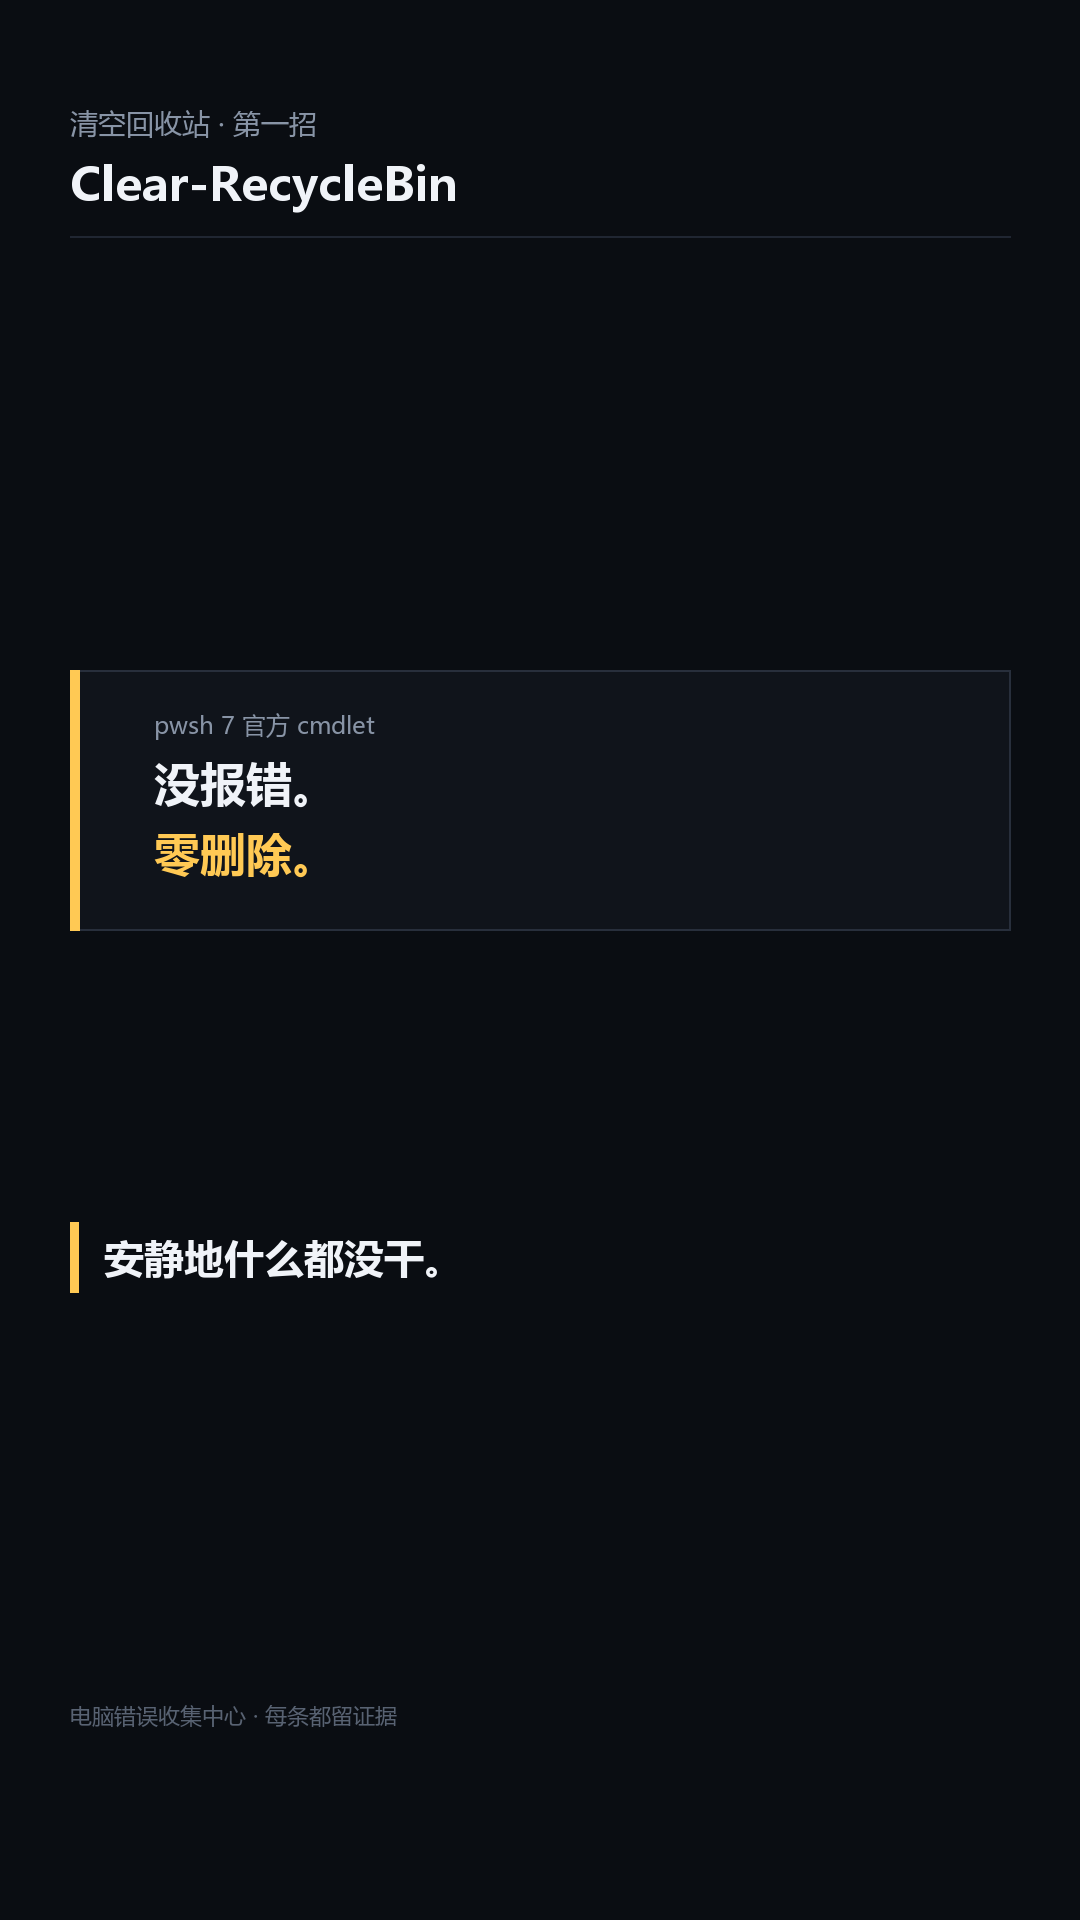 清空回收站 · 第一招
Clear-RecycleBin
pwsh 7 官方 cmdlet
没报错。
零删除。
安静地什么都没干。
电脑错误收集中心 · 每条都留证据